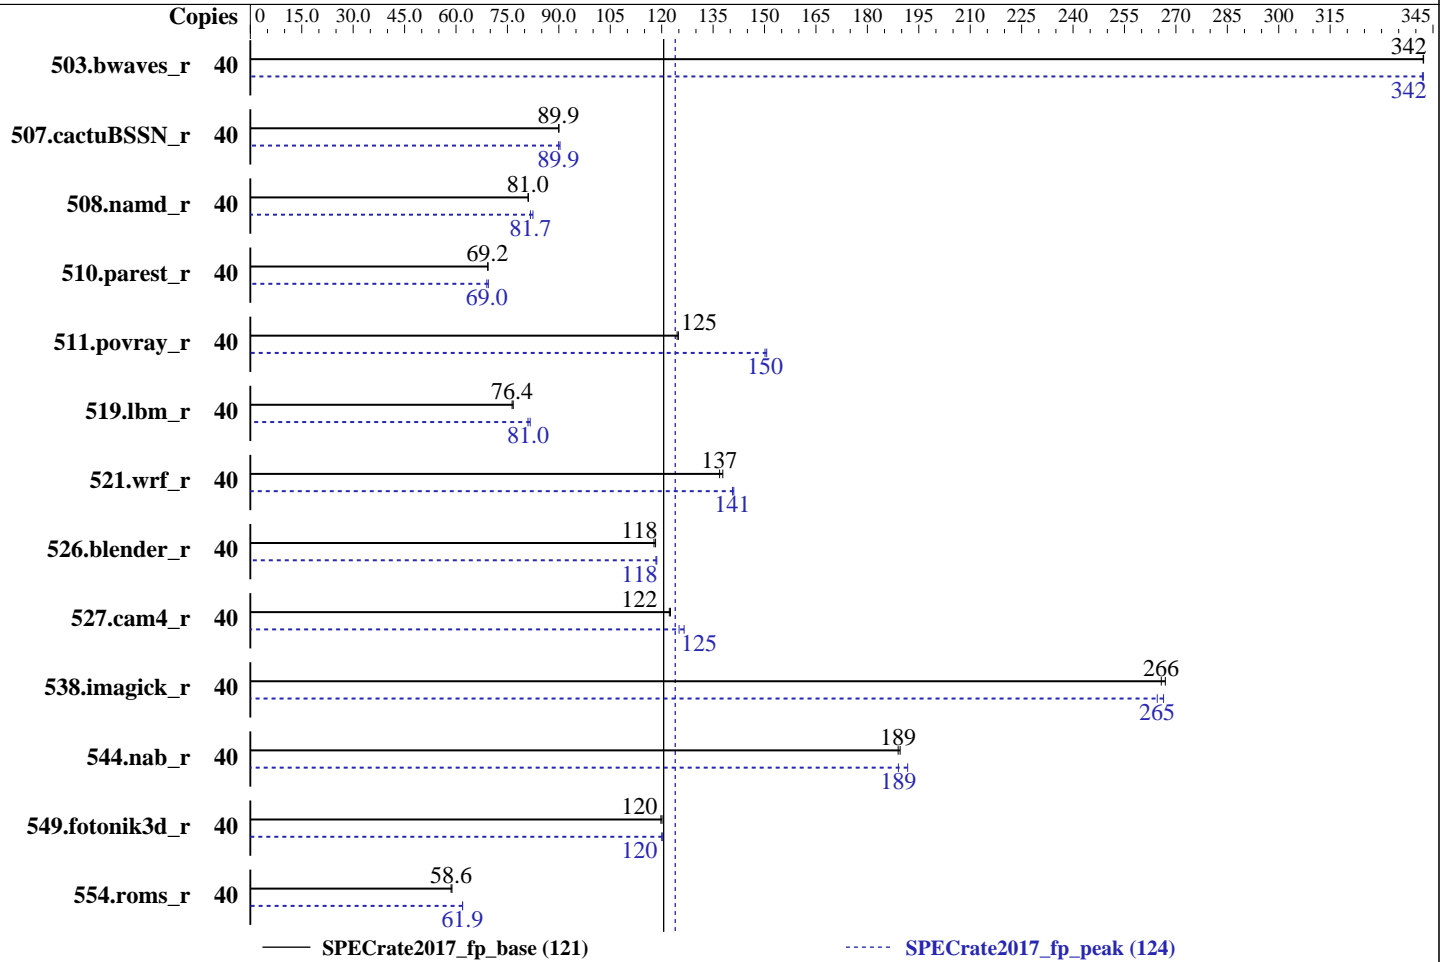 Copies 0 15.0 30.0 45.0 60.0 75.0 90.0 105 120 135 150 165 180 195 210 225 240 255 270 285 300 315 345
503.bwaves_r 40 342
342
507.cactuBSSN_r 40 89.9
89.9
508.namd_r 40 81.0
81.7
510.parest_r 40 69.2
69.0
511.povray_r 40 125
150
519.lbm_r 40 76.4
81.0
521.wrf_r 40 137
141
526.blender_r 40 118
118
527.cam4_r 40 122
125
538.imagick_r 40 266
265
544.nab_r 40 189
189
549.fotonik3d_r 40 120
120
554.roms_r 40 58.6
61.9
SPECrate2017_fp_base (121) SPECrate2017_fp_peak (124)